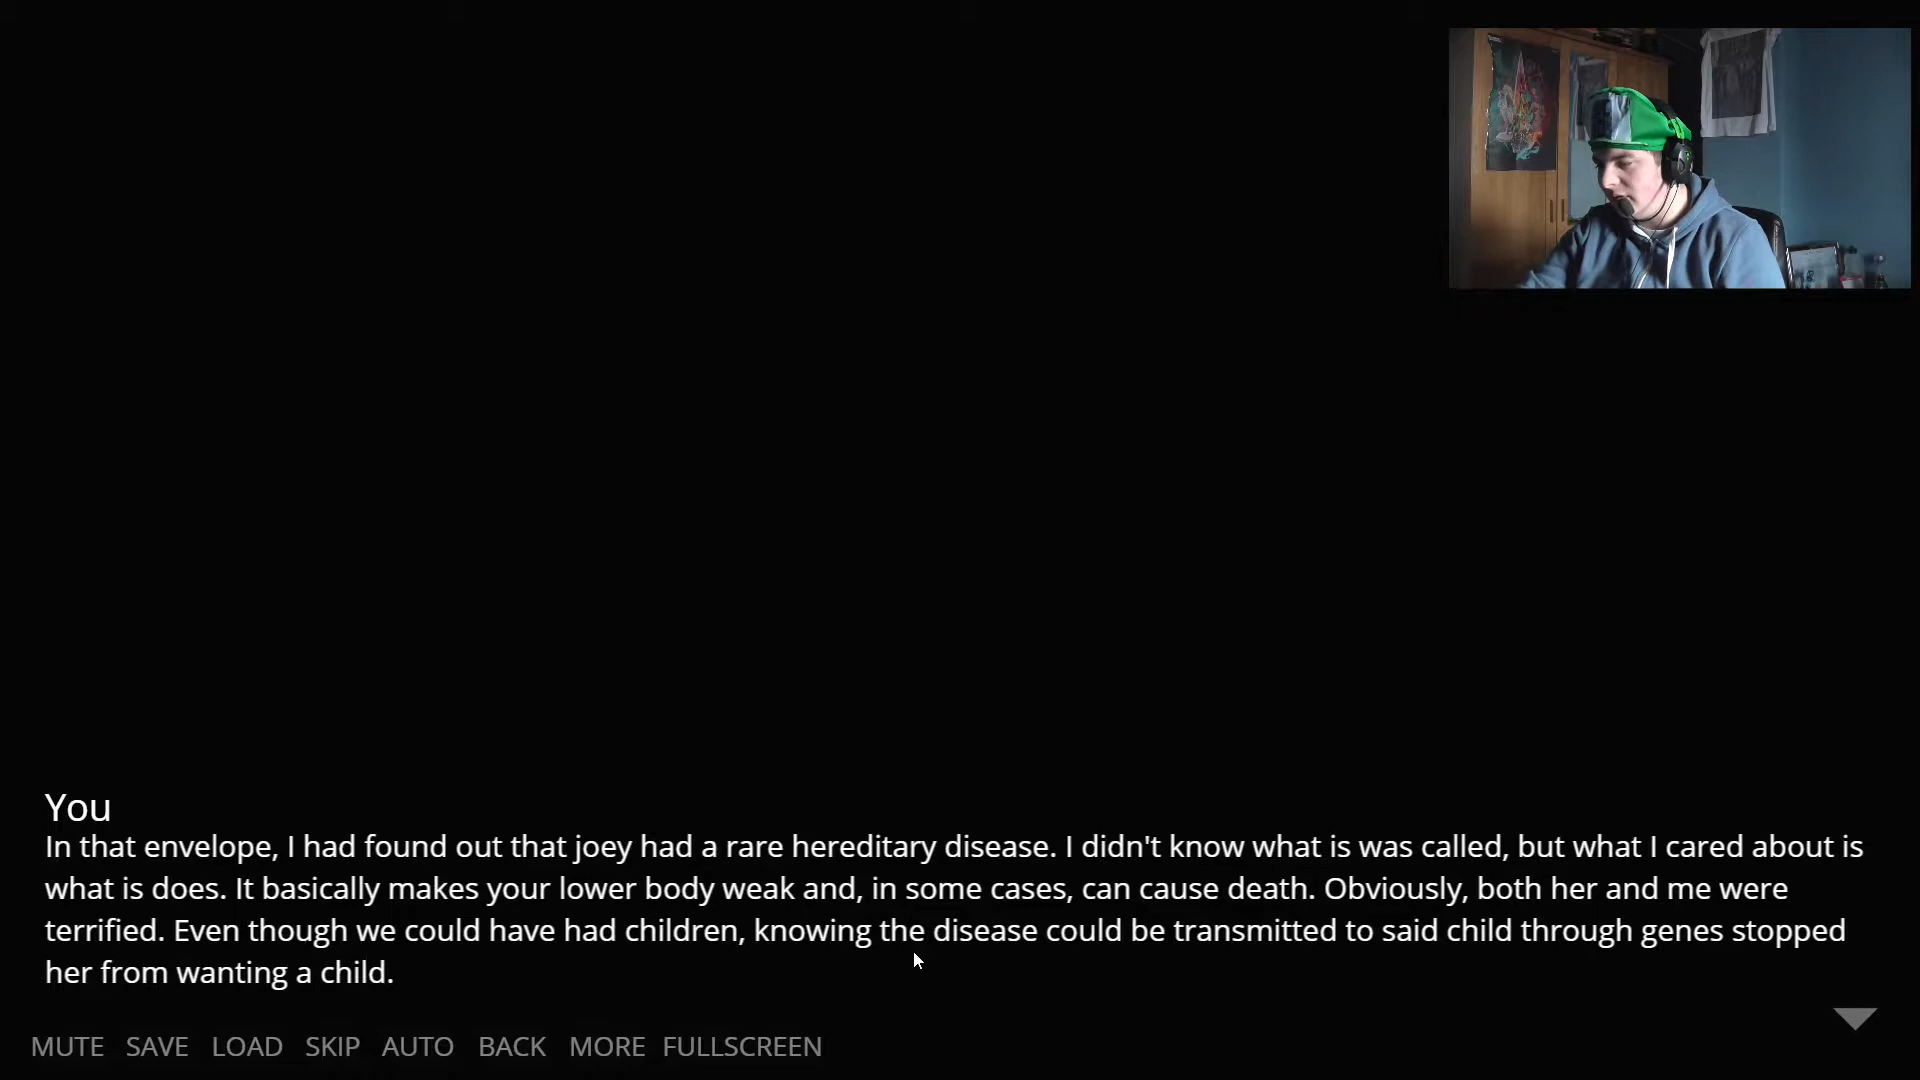 You
In that envelope, I had found out that joey had a rare hereditary disease. I didn't know what is was called, but what I cared about is
what is does. It basically makes your lower body weak and, in some cases, can cause death. Obviously, both her and me were
terrified. Even though we could have had children, knowing the disease could be transmitted to said child through genes stopped
her from wanting a child.
MUTE SAVE LOAD SKIP AUTO BACK MORE FULLSCREEN